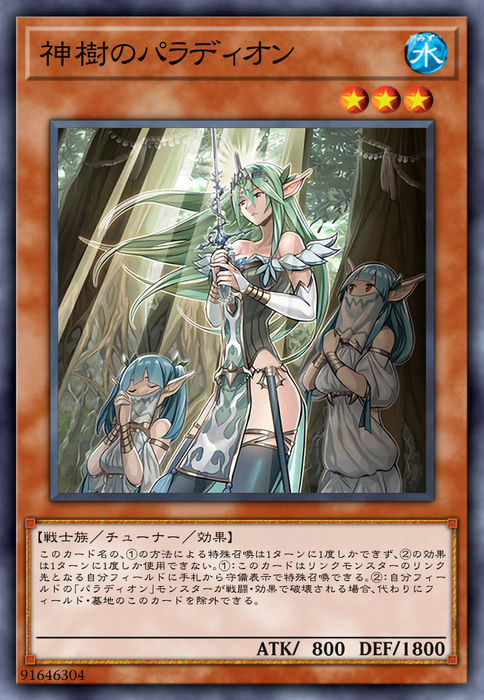 神樹のパラディオン
みず
水
【戦士族／チューナー／効果】
このカード名の、①の方法による特殊召喚は1ターンに1度しかできず、②の効果
は1ターンに1度しか使用できない。①：このカードはリンクモンスターのリンク
先となる自分フィールドに手札から守備表示で特殊召喚できる。②：自分フィー
ルドの「パラディオン」モンスターが戦闘・効果で破壊される場合、代わりにフ
ィールド・墓地のこのカードを除外できる。
ATK/ 800 DEF/1800
91646304